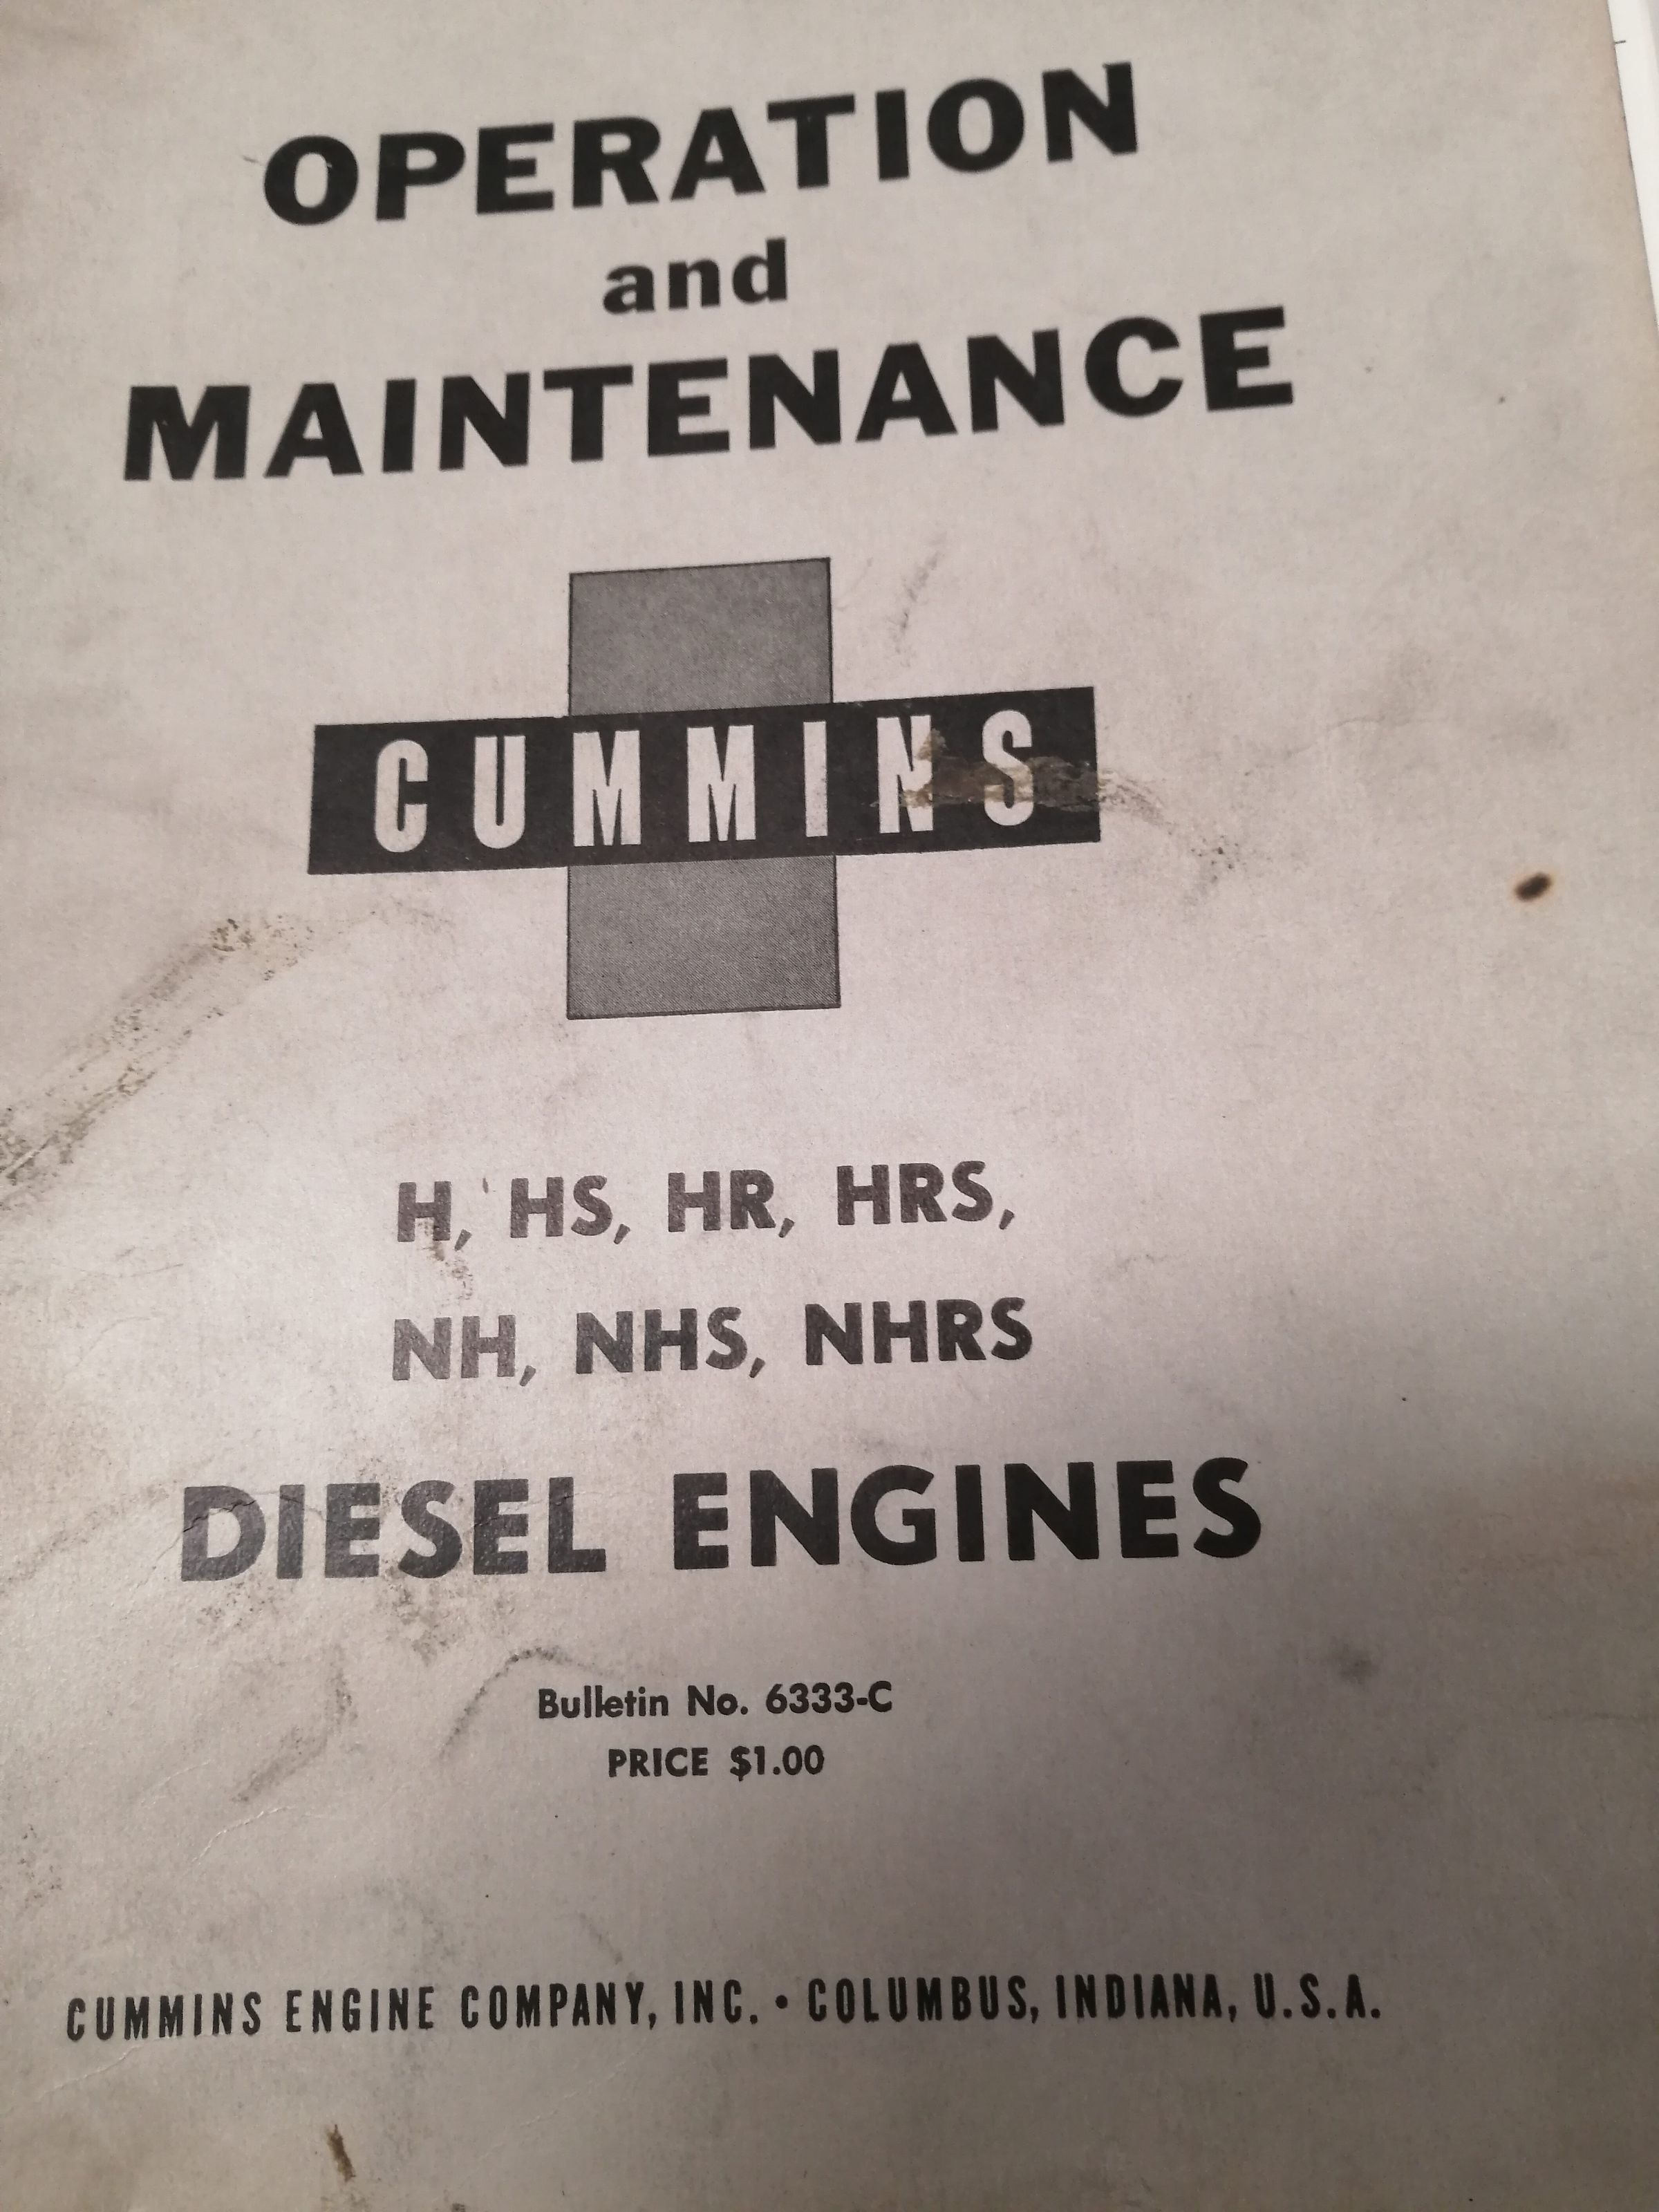 OPERATION
and
MAINTENANCE
CUMMINS
H, HS, HR, HRS,
NH, NHS, NHRS
DIESEL ENGINES
Bulletin No. 6333-C
PRICE $1.00
CUMMINS ENGINE COMPANY, INC. • COLUMBUS, INDIANA, U.S.A.